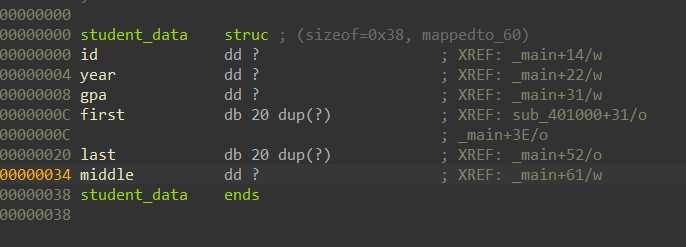 00000000
00000000 student_data struc ; (sizeof=0x38, mappedto_60)
00000000 id dd ? ; XREF: _main+14/w
00000004 year dd ? ; XREF: _main+22/w
00000008 gpa dd ? ; XREF: _main+31/w
0000000C first db 20 dup(?) ; XREF: sub_401000+31/o
0000000C ; _main+3E/o
00000020 last db 20 dup(?) ; XREF: _main+52/o
00000034 middle dd ? ; XREF: _main+61/w
00000038 student_data ends
00000038